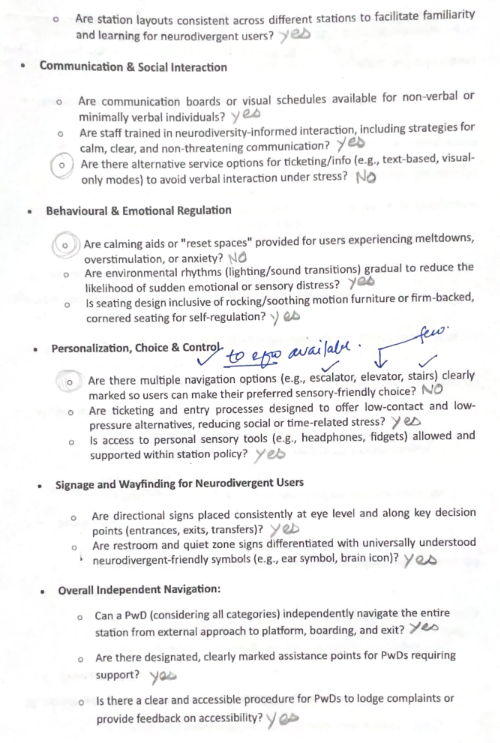 o Are station layouts consistent across different stations to facilitate familiarity
and learning for neurodivergent users? yes
• Communication & Social Interaction
o Are communication boards or visual schedules available for non-verbal or
minimally verbal individuals? yes
o Are staff trained in neurodiversity-informed interaction, including strategies for
calm, clear, and non-threatening communication? yes
o Are there alternative service options for ticketing/info (e.g., text-based, visual-
only modes) to avoid verbal interaction under stress? NO
• Behavioural & Emotional Regulation
o Are calming aids or "reset spaces" provided for users experiencing meltdowns,
overstimulation, or anxiety? NO
o Are environmental rhythms (lighting/sound transitions) gradual to reduce the
likelihood of sudden emotional or sensory distress? yes
o Is seating design inclusive of rocking/soothing motion furniture or firm-backed,
cornered seating for self-regulation? yes
few.
• Personalization, Choice & Control. to available.
o Are there multiple navigation options (e.g., escalator, elevator, stairs) clearly
marked so users can make their preferred sensory-friendly choice? NO
o Are ticketing and entry processes designed to offer low-contact and low-
pressure alternatives, reducing social or time-related stress? yes
o Is access to personal sensory tools (e.g., headphones, fidgets) allowed and
supported within station policy? yes
• Signage and Wayfinding for Neurodivergent Users
o Are directional signs placed consistently at eye level and along key decision
points (entrances, exits, transfers)? yes
o Are restroom and quiet zone signs differentiated with universally understood
neurodivergent-friendly symbols (e.g., ear symbol, brain icon)? yes
• Overall Independent Navigation:
o Can a PwD (considering all categories) independently navigate the entire
station from external approach to platform, boarding, and exit? yes
o Are there designated, clearly marked assistance points for PwDs requiring
support? yes
o Is there a clear and accessible procedure for PwDs to lodge complaints or
provide feedback on accessibility? yes